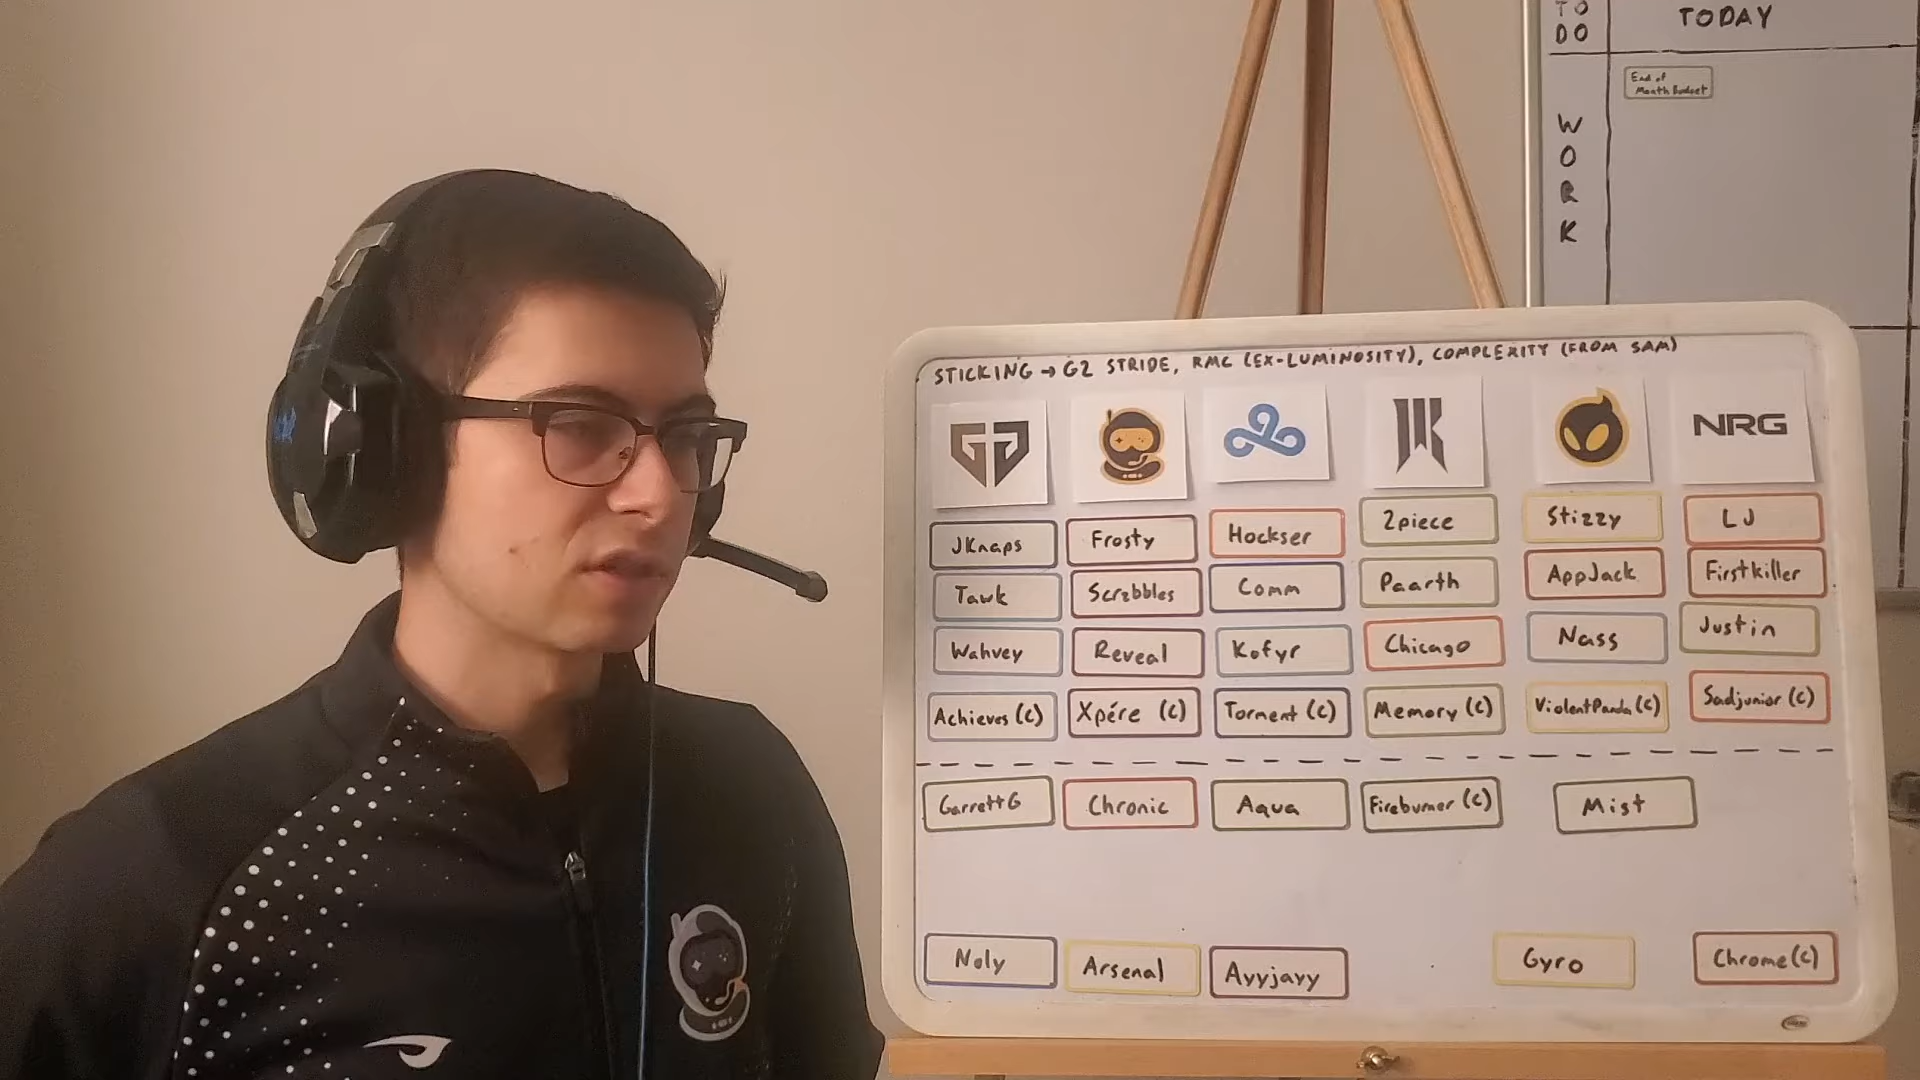 TO
DO
TODAY
End of
Month Budget
W
O
R
K
STICKING → G2 STRIDE, RMC (EX-LUMINOSITY), COMPLEXITY (FROM SAM)
NRG
JKnaps
Frosty
Hockser
2piece
Stizzy
LJ
Tawk
Scrzbbles
Comm
Paarth
AppJack
Firstkiller
Wahvey
Reveal
Kofyr
Chicago
Nass
Justin
Achieves (C)
Xpére (C)
Torment (C)
Memory (C)
ViolentPanda (C)
Sadjunior (C)
GarrettG
Chronic
Aqua
Fireburner (C)
Mist
Noly
Arsenal
Ayyjayy
Gyro
Chrome (C)